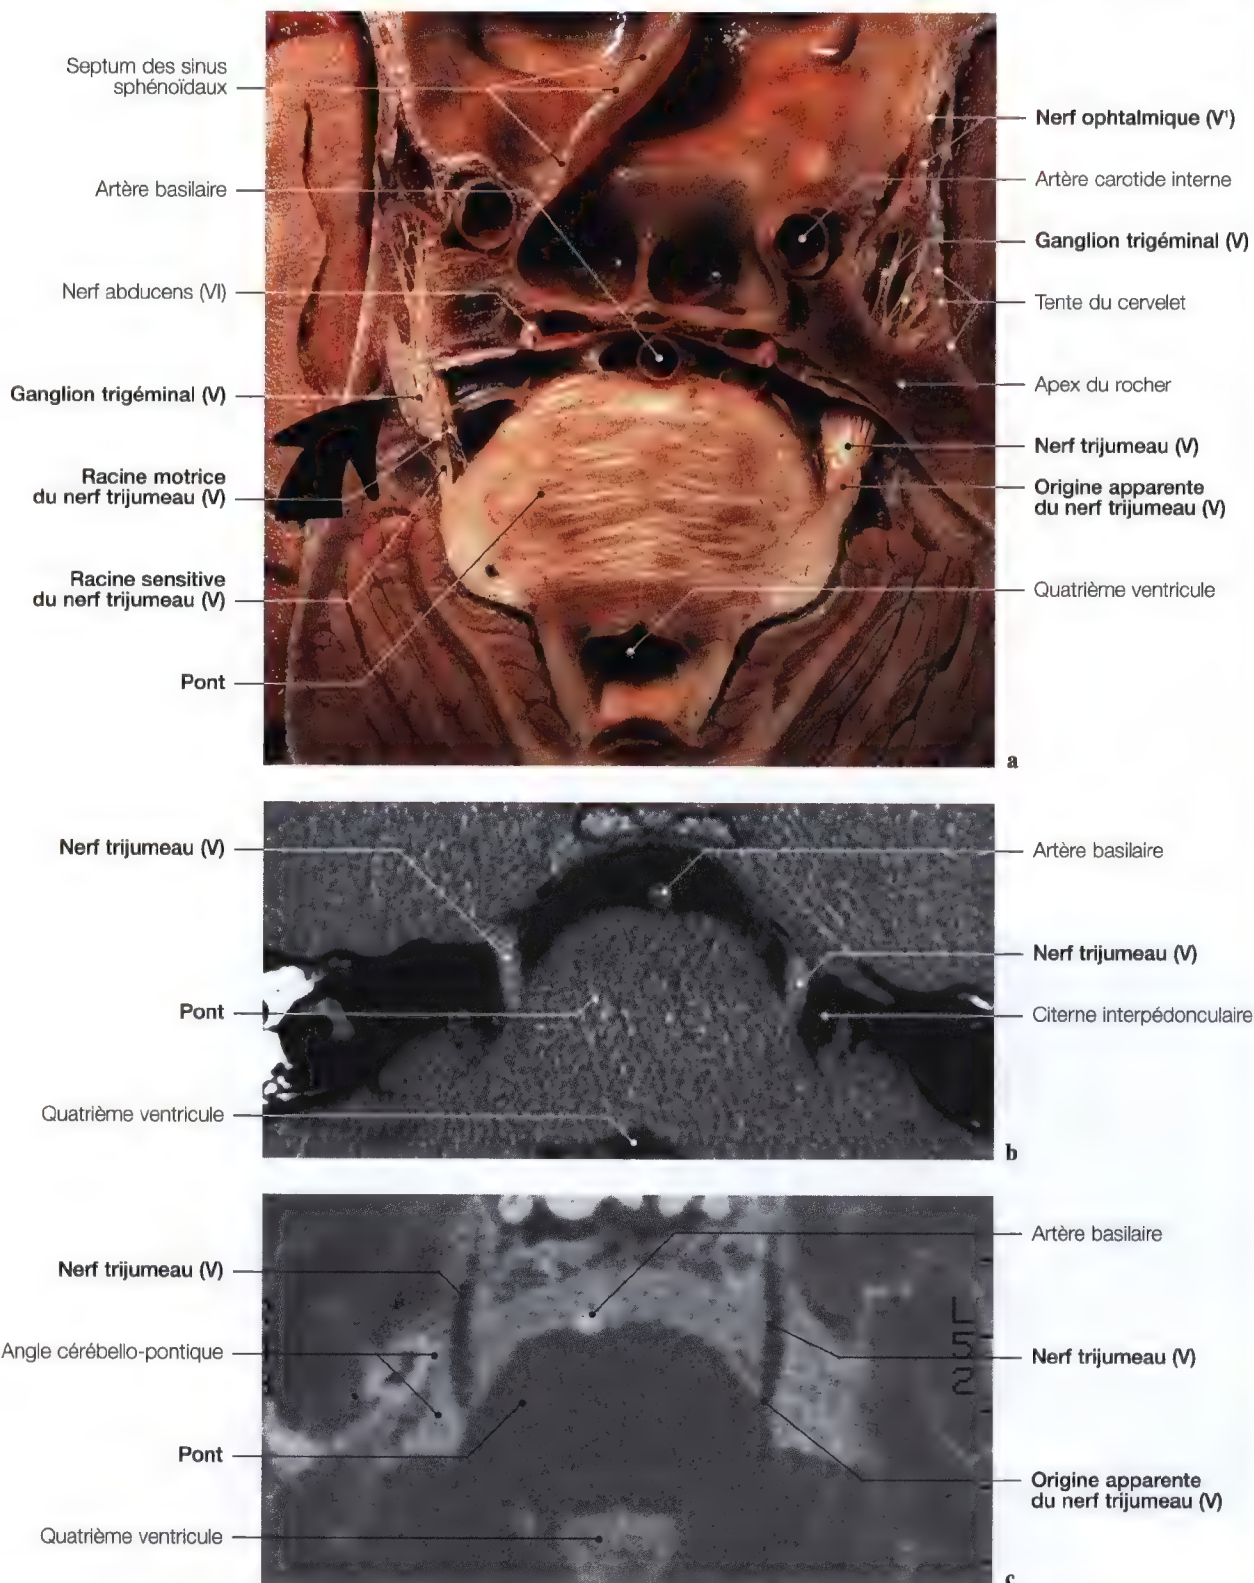 Septum des sinus
sphénoïdaux
Artère basilaire
Nerf abducens (VI)
Ganglion trigéminal (V)
Racine motrice
du nerf trijumeau (V)
Racine sensitive
du nerf trijumeau (V)
Pont
Nerf ophtalmique (V¹)
Artère carotide interne
Ganglion trigéminal (V)
Tente du cervelet
Apex du rocher
Nerf trijumeau (V)
Origine apparente
du nerf trijumeau (V)
Quatrième ventricule
a
Nerf trijumeau (V)
Pont
Quatrième ventricule
Artère basilaire
Nerf trijumeau (V)
Citerne interpédonculaire
b
Nerf trijumeau (V)
Angle cérébello-pontique
Pont
Quatrième ventricule
Artère basilaire
Nerf trijumeau (V)
Origine apparente
du nerf trijumeau (V)
L52
c